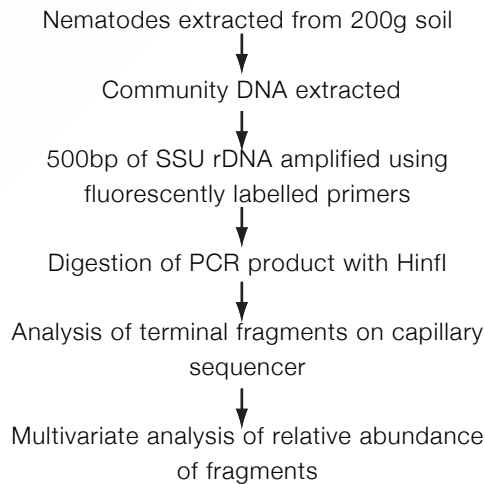 Nematodes extracted from 200g soil
Community DNA extracted
500bp of SSU rDNA amplified using
fluorescently labelled primers
Digestion of PCR product with HinfI
Analysis of terminal fragments on capillary
sequencer
Multivariate analysis of relative abundance
of fragments